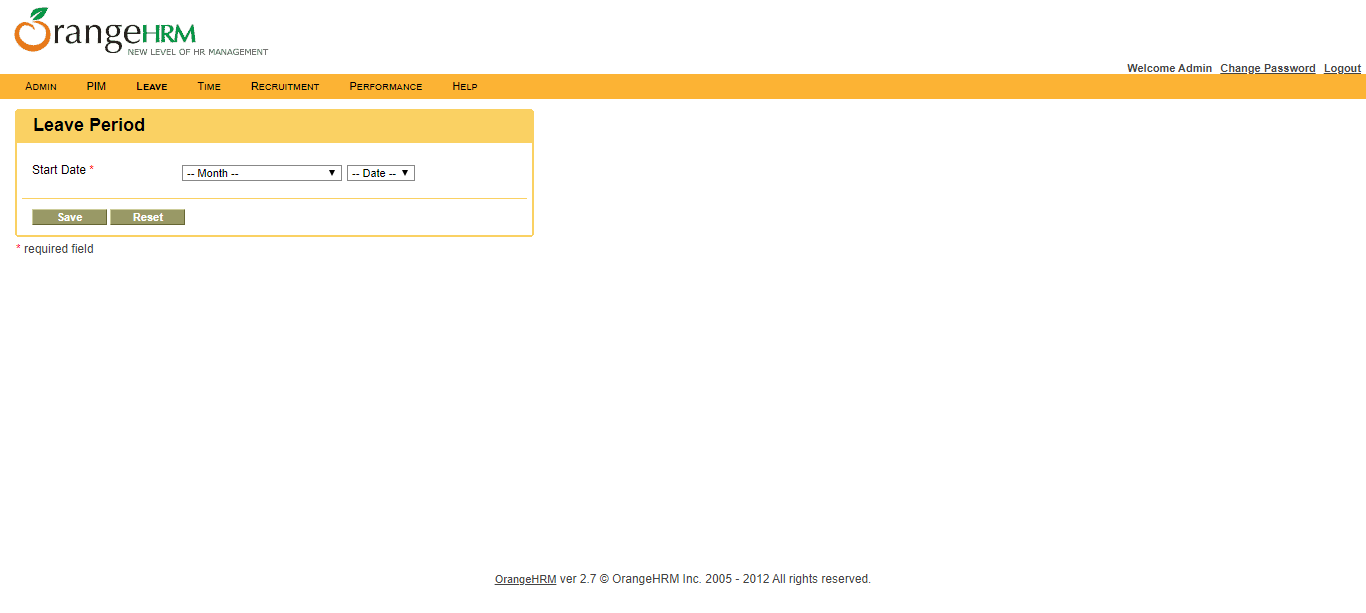 OrangeHRM
NEW LEVEL OF HR MANAGEMENT
Welcome Admin Change Password Logout
Admin PIM Leave Time Recruitment Performance Help
Leave Period
Start Date * -- Month -- ▼ -- Date -- ▼
Save Reset
* required field
OrangeHRM ver 2.7 © OrangeHRM Inc. 2005 - 2012 All rights reserved.